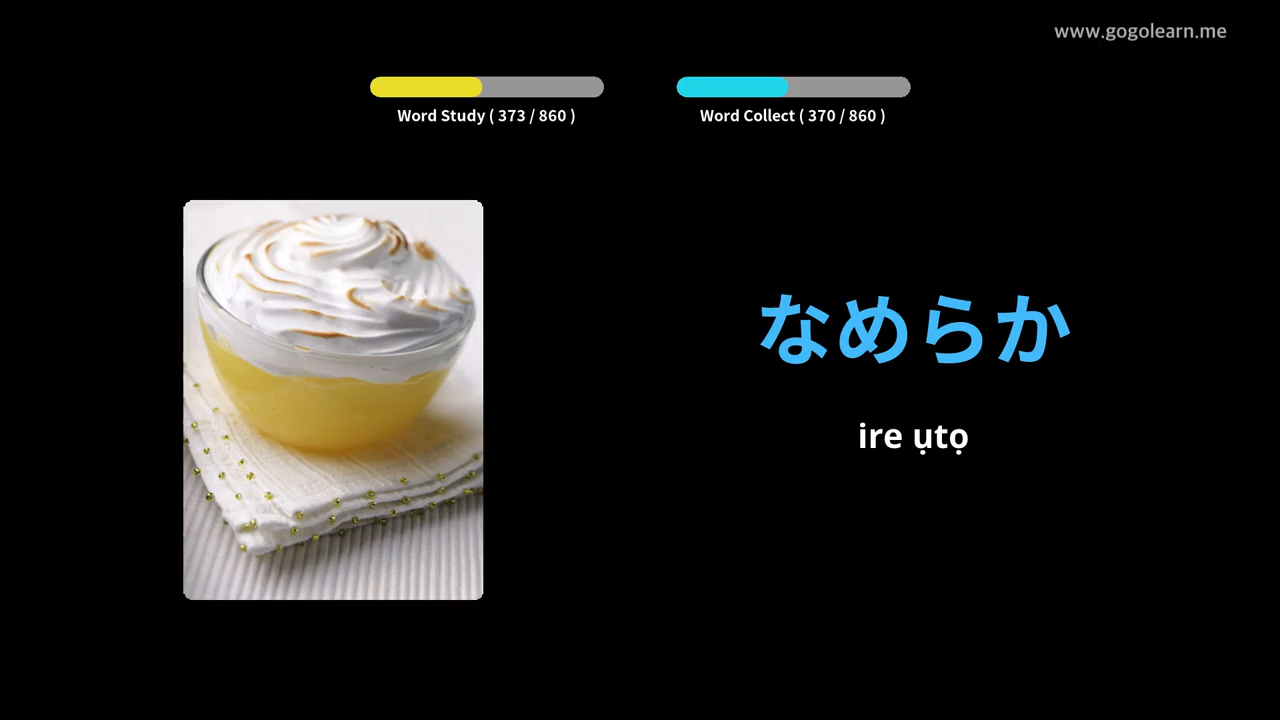 www.gogolearn.me
Word Study ( 373 / 860 )
Word Collect ( 370 / 860 )
なめらか
ire ụtọ